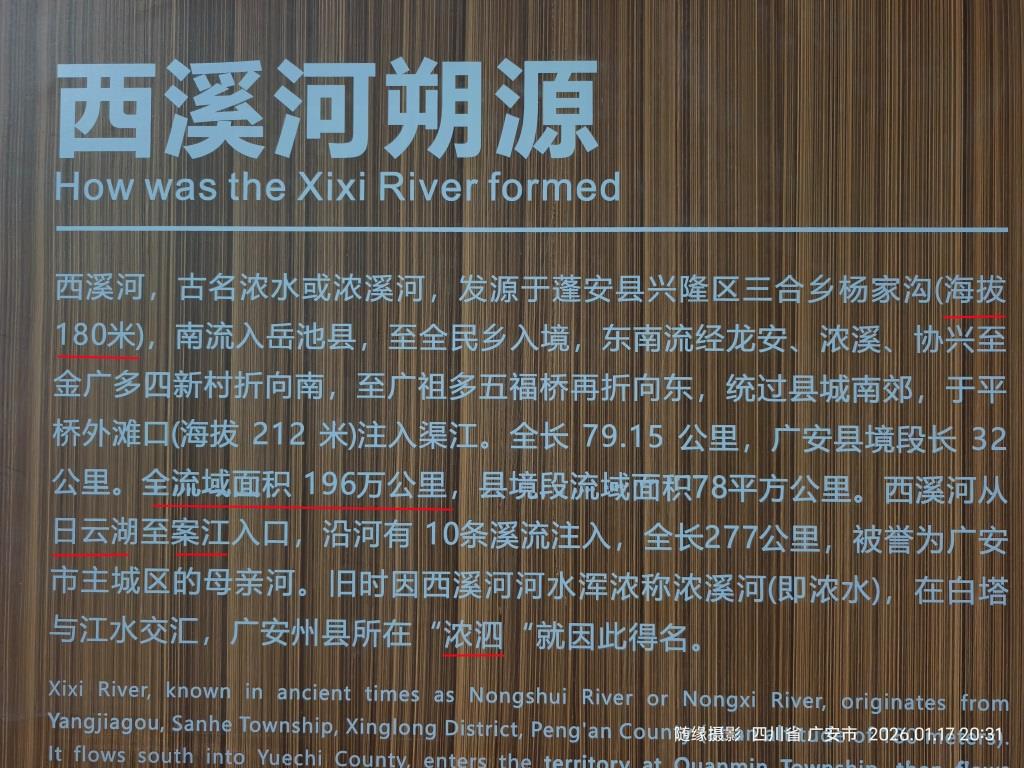 西溪河朔源
How was the Xixi River formed
西溪河，古名浓水或浓溪河，发源于蓬安县兴隆区三合乡杨家沟(海拔
180米)，南流入岳池县，至全民乡入境，东南流经龙安、浓溪、协兴至
金广多四新村折向南，至广祖多五福桥再折向东，统过县城南郊，于平
桥外滩口(海拔 212 米)注入渠江。全长 79.15 公里，广安县境段长 32
公里。全流域面积 196万公里，县境段流域面积78平方公里。西溪河从
日云湖至案江入口，沿河有 10条溪流注入，全长277公里，被誉为广安
市主城区的母亲河。旧时因西溪河河水浑浓称浓溪河(即浓水)，在白塔
与江水交汇，广安州县所在“浓泗 “就因此得名。
Xixi River, known in ancient times as Nongshui River or Nongxi River, originates from
Yangjiagou, Sanhe Township, Xinglong District, Peng'an County
It flows south into Yuechi County, enters the territory at Quanmin Township, then flows
随缘摄影 四川省 广安市 2026.01.17 20:31